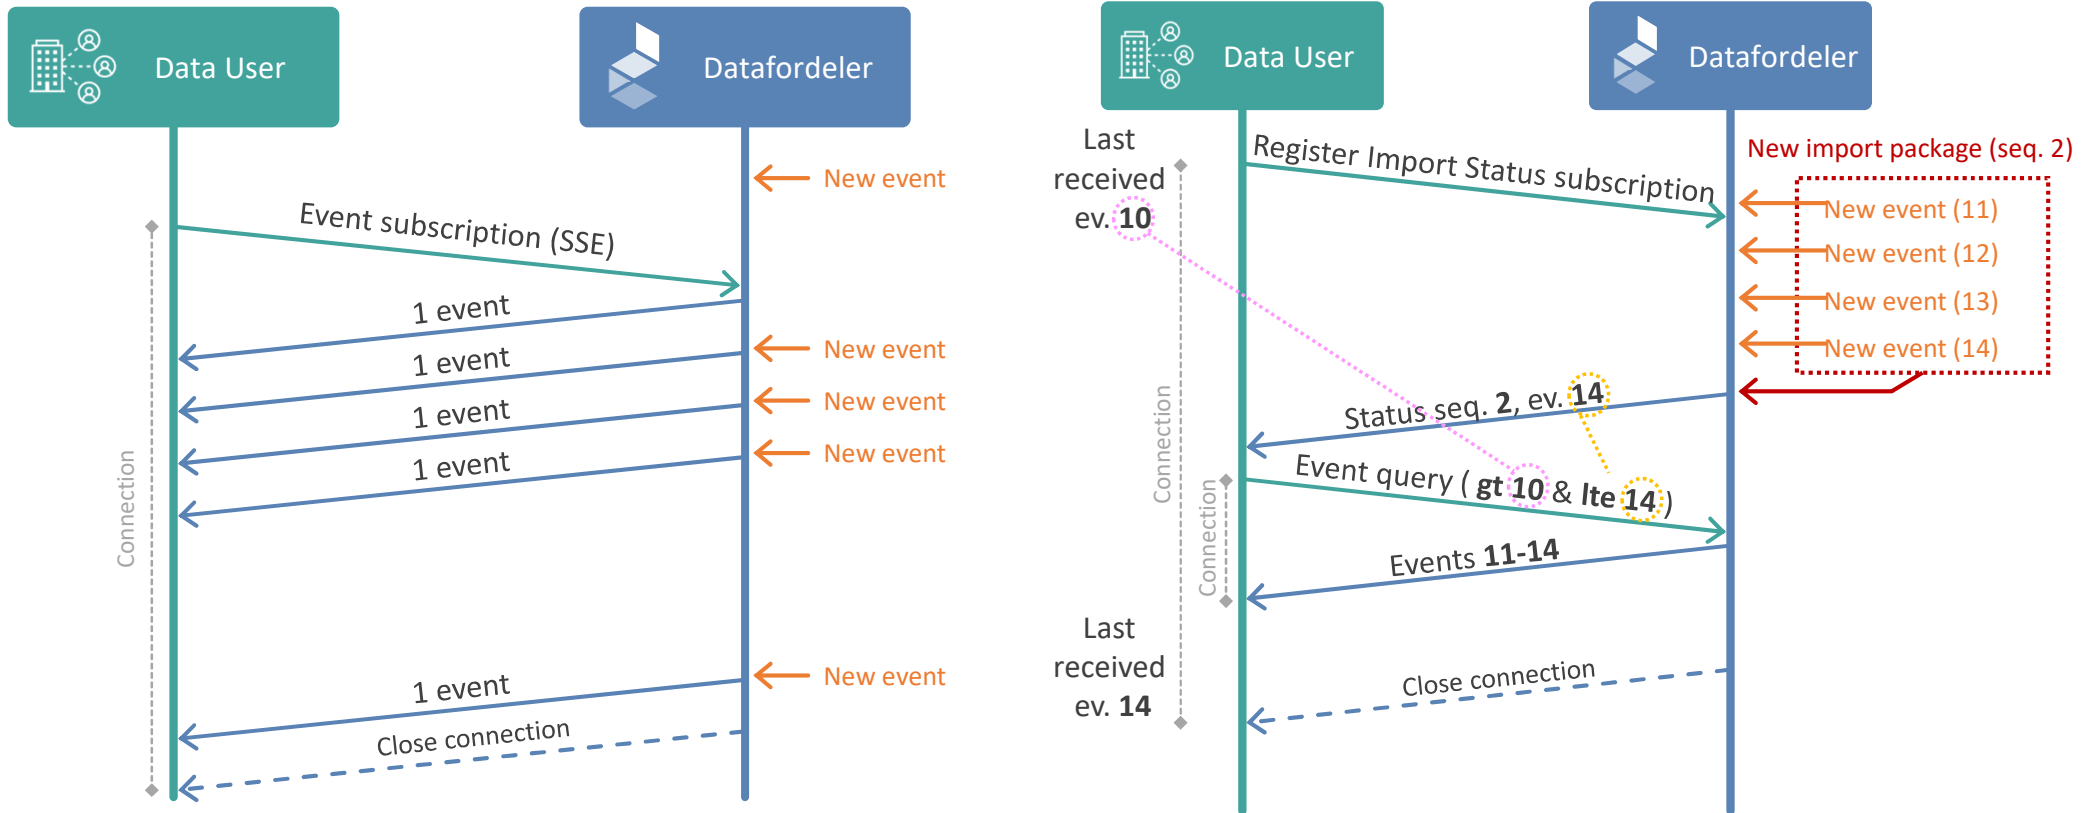 Data User
Datafordeler
New event
Event subscription (SSE)
1 event
New event
1 event
New event
1 event
New event
1 event
Connection
New event
1 event
Close connection
Data User
Datafordeler
Last
received
ev. 10
Register Import Status subscription
New import package (seq. 2)
New event (11)
New event (12)
New event (13)
New event (14)
Status seq. 2, ev. 14
Connection
Event query ( gt 10 & lte 14 )
Connection
Events 11-14
Last
received
ev. 14
Close connection